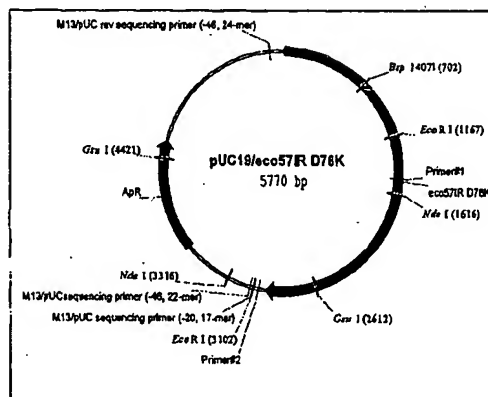 M13/pUC rev sequencing primer (-46, 24-mer)
Bsp 1407I (702)
EcoR I (1167)
Gsu I (4421)
pUC19/eco57IR D78K
5770 bp
Primer#1
eco57IR D78K
Nde I (1616)
ApR
Nde I (3316)
M13/pUC sequencing primer (-46, 22-mer)
Gsu I (2612)
M13/pUC sequencing primer (-20, 17-mer)
EcoR I (3102)
Primer#2